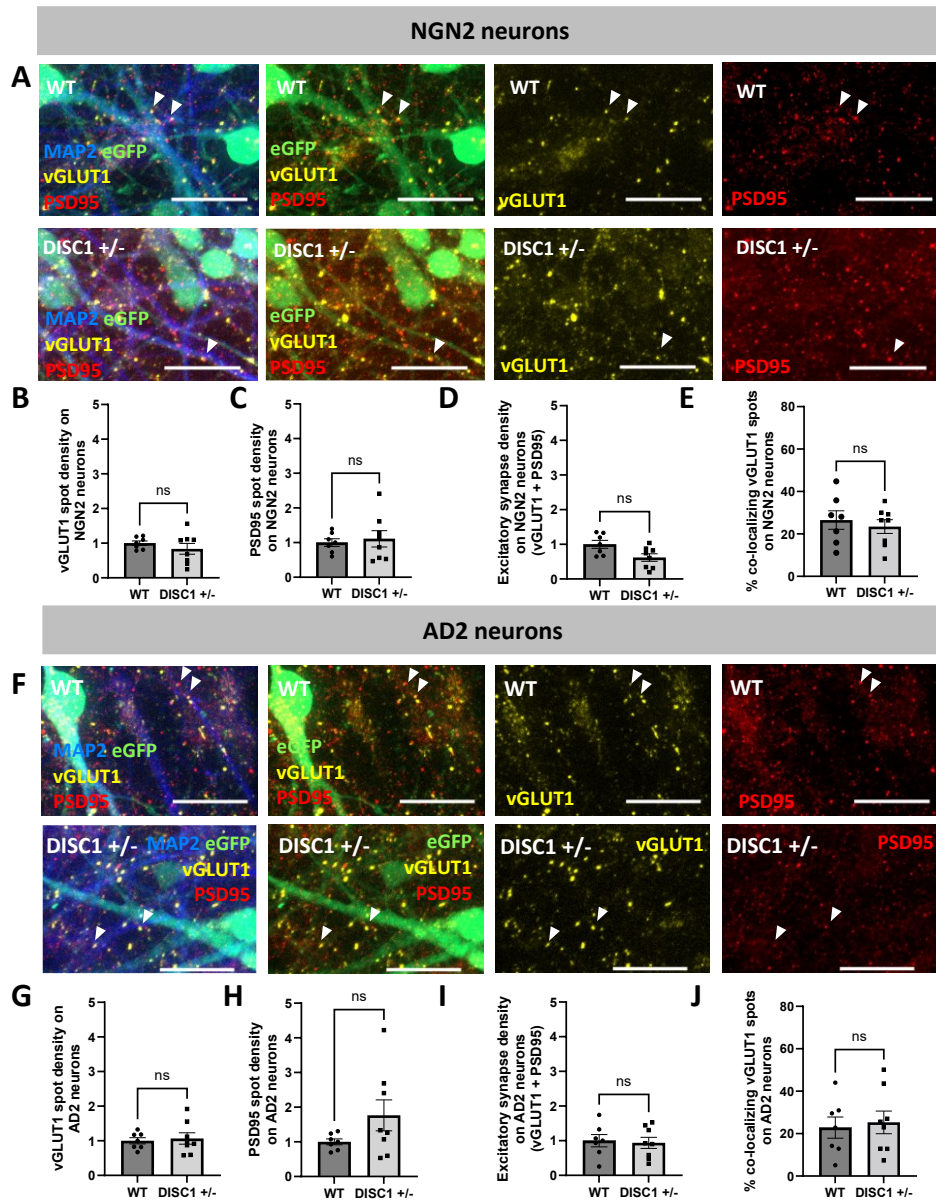 NGN2 neurons
A
WT
MAP2 eGFP
vGLUT1
PSD95
WT
eGFP
vGLUT1
PSD95
WT
vGLUT1
WT
PSD95
DISC1 +/-
MAP2 eGFP
vGLUT1
PSD95
DISC1 +/-
eGFP
vGLUT1
PSD95
DISC1 +/-
vGLUT1
DISC1 +/-
PSD95
B
vGLUT1 spot density on
NGN2 neurons
5
4
3
2
1
0
ns
WT DISC1 +/-
C
PSD95 spot density
on NGN2 neurons
5
4
3
2
1
0
ns
WT DISC1 +/-
D
Excitatory synapse density
on NGN2 neurons
(vGLUT1 + PSD95)
5
4
3
2
1
0
ns
WT DISC1 +/-
E
% co-localizing vGLUT1 spots
on NGN2 neurons
80
60
40
20
0
ns
WT DISC1 +/-
AD2 neurons
F
WT
MAP2 eGFP
vGLUT1
PSD95
WT
eGFP
vGLUT1
PSD95
WT
vGLUT1
WT
PSD95
DISC1 +/- MAP2 eGFP
vGLUT1
PSD95
DISC1 +/- eGFP
vGLUT1
PSD95
DISC1 +/- vGLUT1
DISC1 +/- PSD95
G
vGLUT1 spot density on
AD2 neurons
5
4
3
2
1
0
ns
WT DISC1 +/-
H
PSD95 spot density
on AD2 neurons
5
4
3
2
1
0
ns
WT DISC1 +/-
I
Excitatory synapse density
on AD2 neurons
(vGLUT1 + PSD95)
5
4
3
2
1
0
ns
WT DISC1 +/-
J
% co-localizing vGLUT1 spots
on AD2 neurons
80
60
40
20
0
ns
WT DISC1 +/-